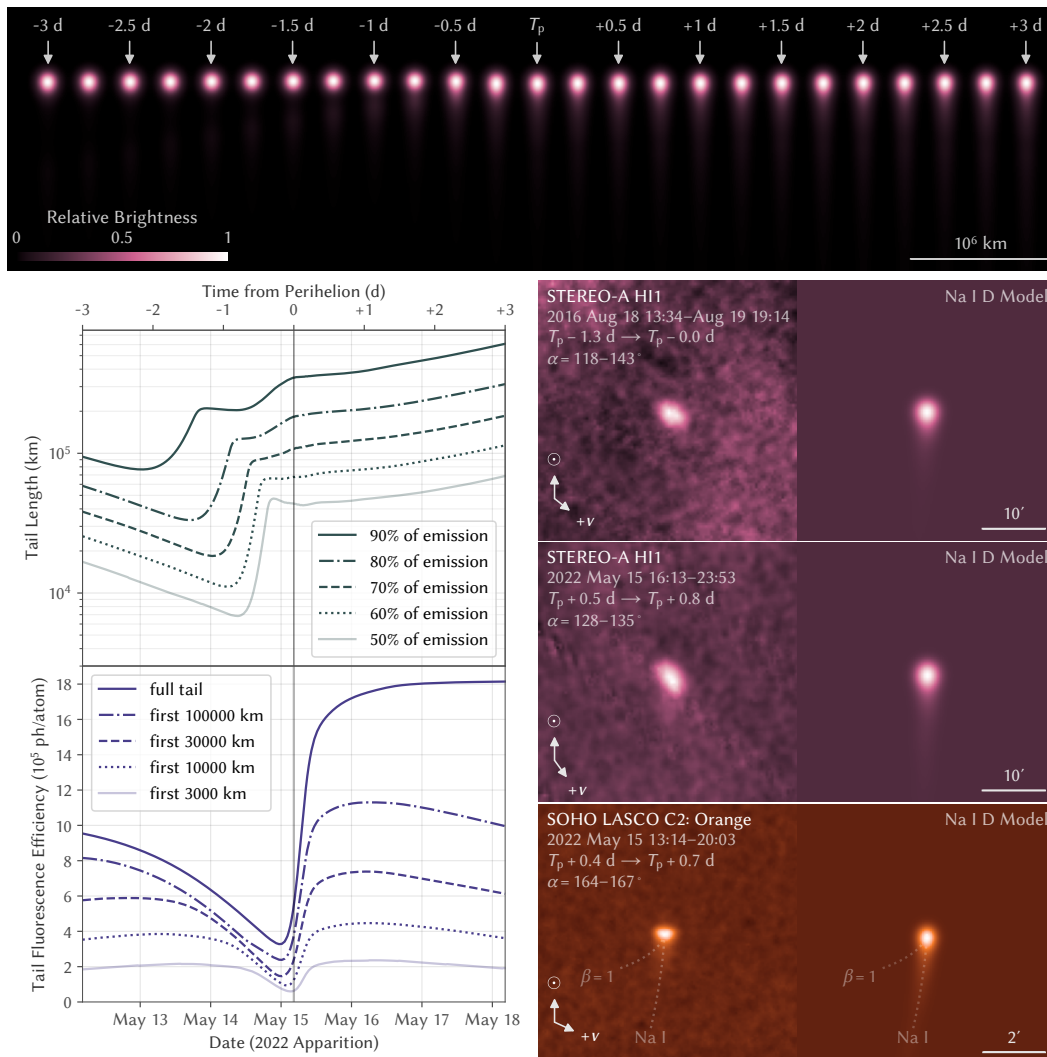 -3 d -2.5 d -2 d -1.5 d -1 d -0.5 d Tp +0.5 d +1 d +1.5 d +2 d +2.5 d +3 d
Relative Brightness
0 0.5 1
10⁶ km
Time from Perihelion (d)
-3 -2 -1 0 +1 +2 +3
Tail Length (km)
10⁵
10⁴
90% of emission
80% of emission
70% of emission
60% of emission
50% of emission
Tail Fluorescence Efficiency (10⁵ ph/atom)
18
16
14
12
10
8
6
4
2
0
full tail
first 100000 km
first 30000 km
first 10000 km
first 3000 km
May 13 May 14 May 15 May 16 May 17 May 18
Date (2022 Apparition)
STEREO-A HI1
2016 Aug 18 13:34–Aug 19 19:14
Tp − 1.3 d → Tp − 0.0 d
α = 118–143°
☉
+v
Na I D Model
10′
STEREO-A HI1
2022 May 15 16:13–23:53
Tp + 0.5 d → Tp + 0.8 d
α = 128–135°
☉
+v
Na I D Model
10′
SOHO LASCO C2: Orange
2022 May 15 13:14–20:03
Tp + 0.4 d → Tp + 0.7 d
α = 164–167°
β = 1
☉
+v
Na I
Na I D Model
β = 1
Na I
2′